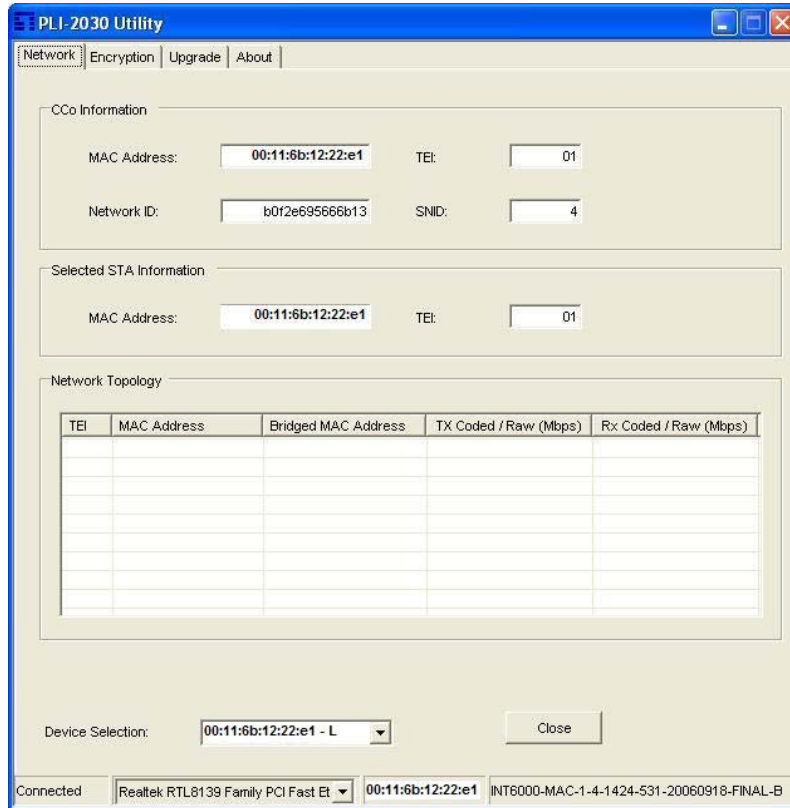 PLI-2030 Utility
Network Encryption Upgrade About
CCo Information
MAC Address: 00:11:6b:12:22:e1 TEI: 01
Network ID: b0f2e695666b13 SNID: 4
Selected STA Information
MAC Address: 00:11:6b:12:22:e1 TEI: 01
Network Topology
TEI MAC Address Bridged MAC Address TX Coded / Raw (Mbps) Rx Coded / Raw (Mbps)
Device Selection: 00:11:6b:12:22:e1 - L Close
Connected Realtek RTL8139 Family PCI Fast Et 00:11:6b:12:22:e1 INT6000-MAC-1-4-1424-531-20060918-FINAL-B